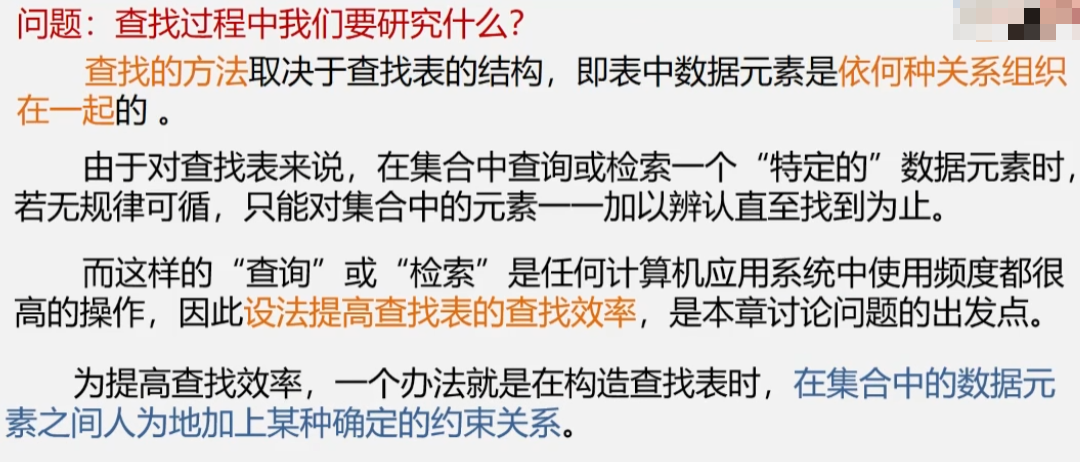 问题：查找过程中我们要研究什么？
查找的方法取决于查找表的结构，即表中数据元素是依何种关系组织
在一起的 。
由于对查找表来说，在集合中查询或检索一个“特定的”数据元素时，
若无规律可循，只能对集合中的元素一一加以辨认直至找到为止。
而这样的“查询”或“检索”是任何计算机应用系统中使用频度都很
高的操作，因此设法提高查找表的查找效率，是本章讨论问题的出发点。
为提高查找效率，一个办法就是在构造查找表时，在集合中的数据元
素之间人为地加上某种确定的约束关系。